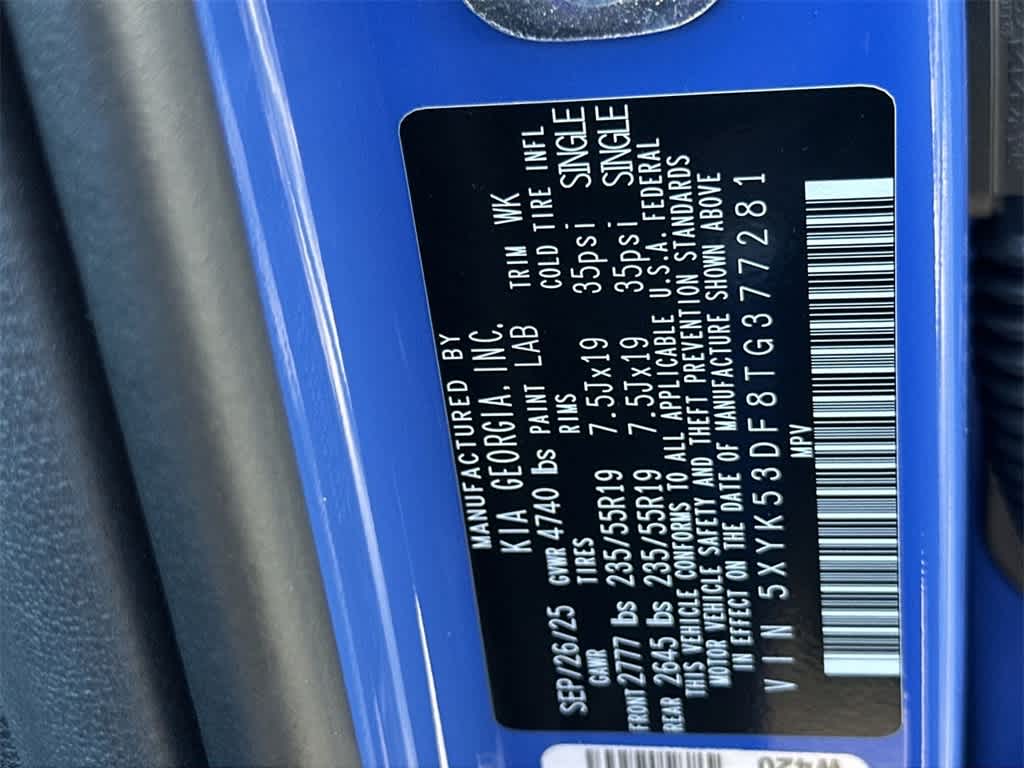 MANUFACTURED BY
KIA GEORGIA, INC.
SEP/26/25 GVWR 4740 lbs PAINT LAB TRIM WK
GAWR TIRES RIMS COLD TIRE INFL
FRONT 2777 lbs 235/55R19 7.5Jx19 35psi SINGLE
REAR 2645 lbs 235/55R19 7.5Jx19 35psi SINGLE
THIS VEHICLE CONFORMS TO ALL APPLICABLE U.S.A. FEDERAL
MOTOR VEHICLE SAFETY AND THEFT PREVENTION STANDARDS
IN EFFECT ON THE DATE OF MANUFACTURE SHOWN ABOVE
VIN 5XYK53DF8TG377281
MPV